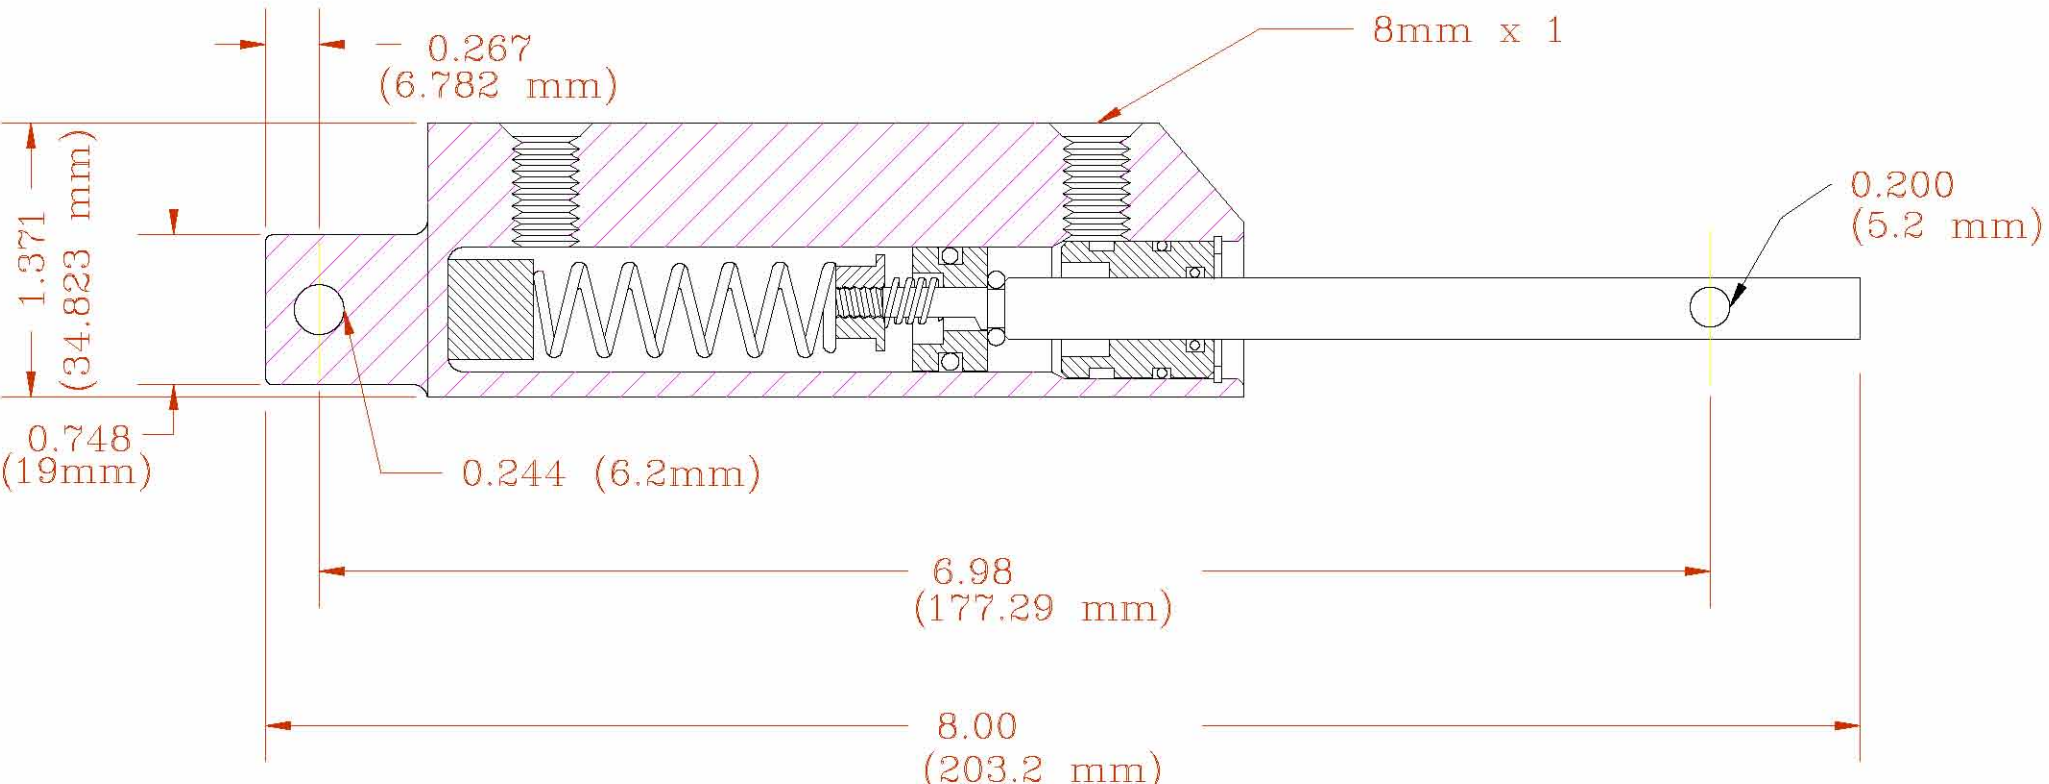 8mm x 1
0.267
(6.782 mm)
1.371
(34.823 mm)
0.200
(5.2 mm)
0.748
(19mm)
0.244 (6.2mm)
6.98
(177.29 mm)
8.00
(203.2 mm)